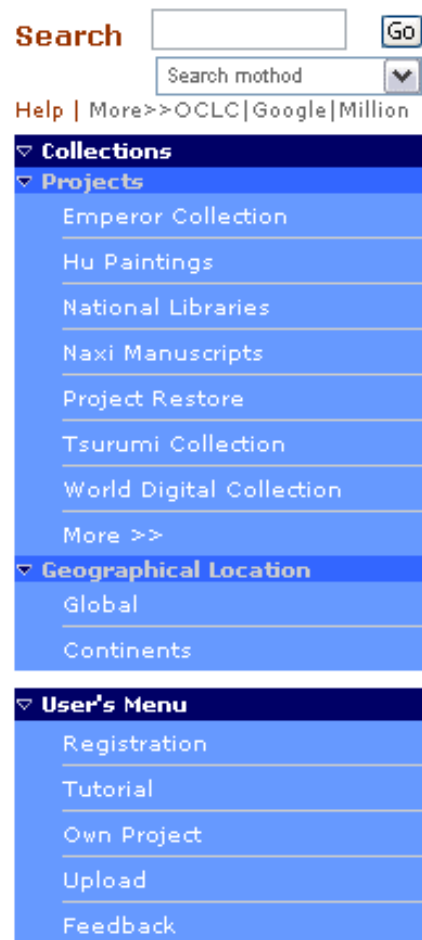 Search
Go
Search mothod
Help | More>>OCLC|Google|Million
Collections
Projects
Emperor Collection
Hu Paintings
National Libraries
Naxi Manuscripts
Project Restore
Tsurumi Collection
World Digital Collection
More >>
Geographical Location
Global
Continents
User's Menu
Registration
Tutorial
Own Project
Upload
Feedback